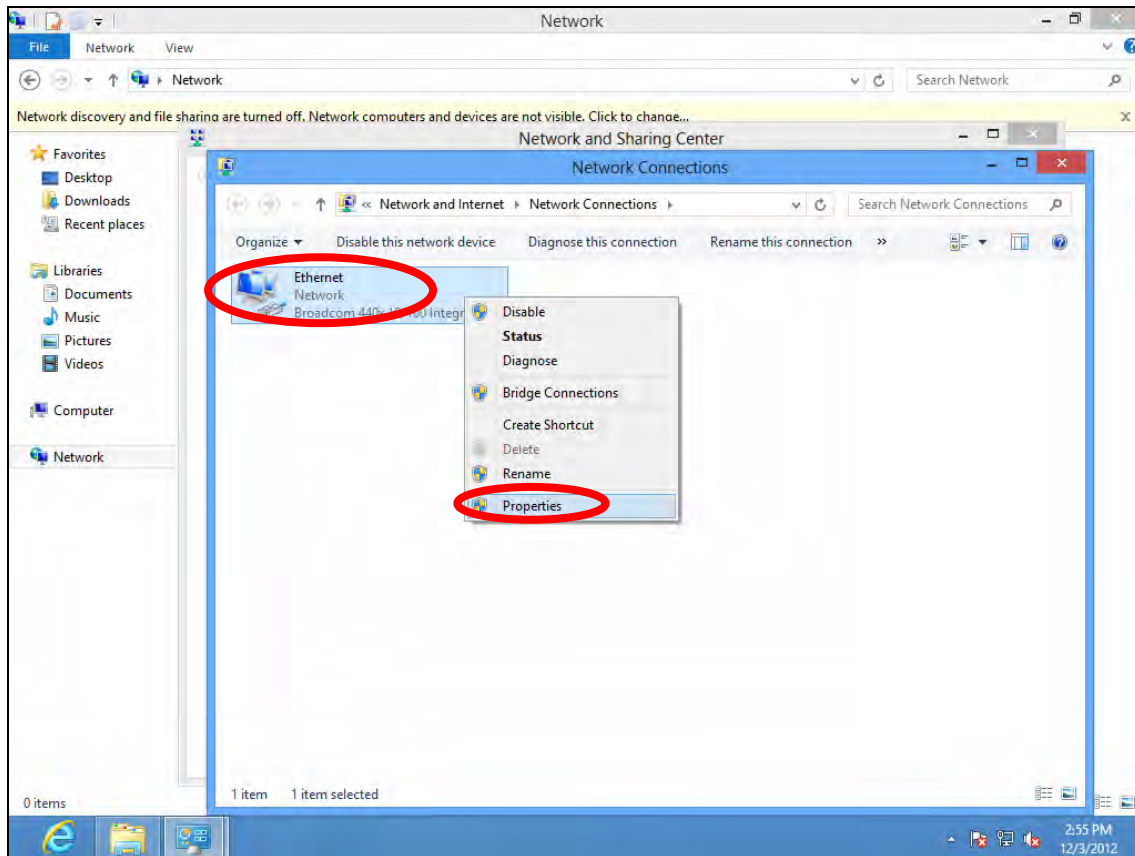 Network
File Network View
Network
Search Network
Network discovery and file sharing are turned off. Network computers and devices are not visible. Click to change...
Network and Sharing Center
Favorites
Desktop
Downloads
Recent places
Libraries
Documents
Music
Pictures
Videos
Computer
Network
Network Connections
« Network and Internet Network Connections
Search Network Connections
Organize Disable this network device Diagnose this connection Rename this connection »
Ethernet
Network
Broadcom 440x Integr
Disable
Status
Diagnose
Bridge Connections
Create Shortcut
Delete
Rename
Properties
1 item 1 item selected
0 items
2:55 PM
12/3/2012